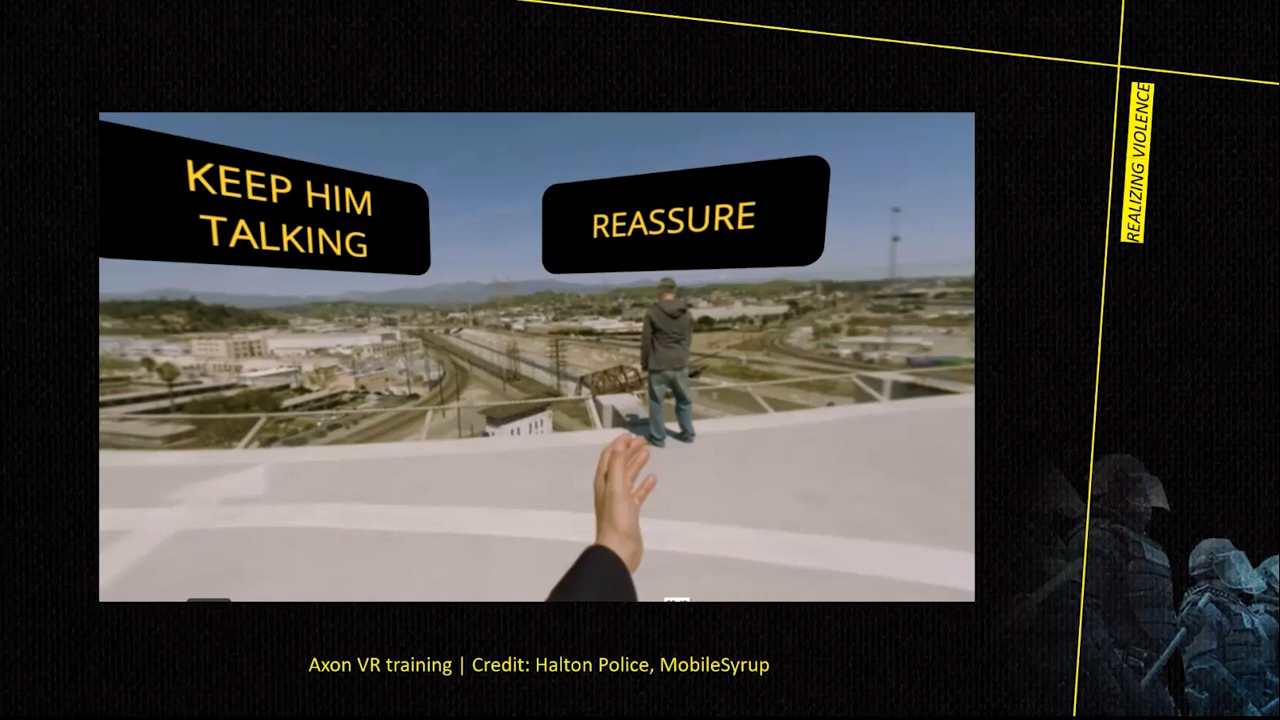 KEEP HIM
TALKING
REASSURE
REALIZING VIOLENCE
Axon VR training | Credit: Halton Police, MobileSyrup